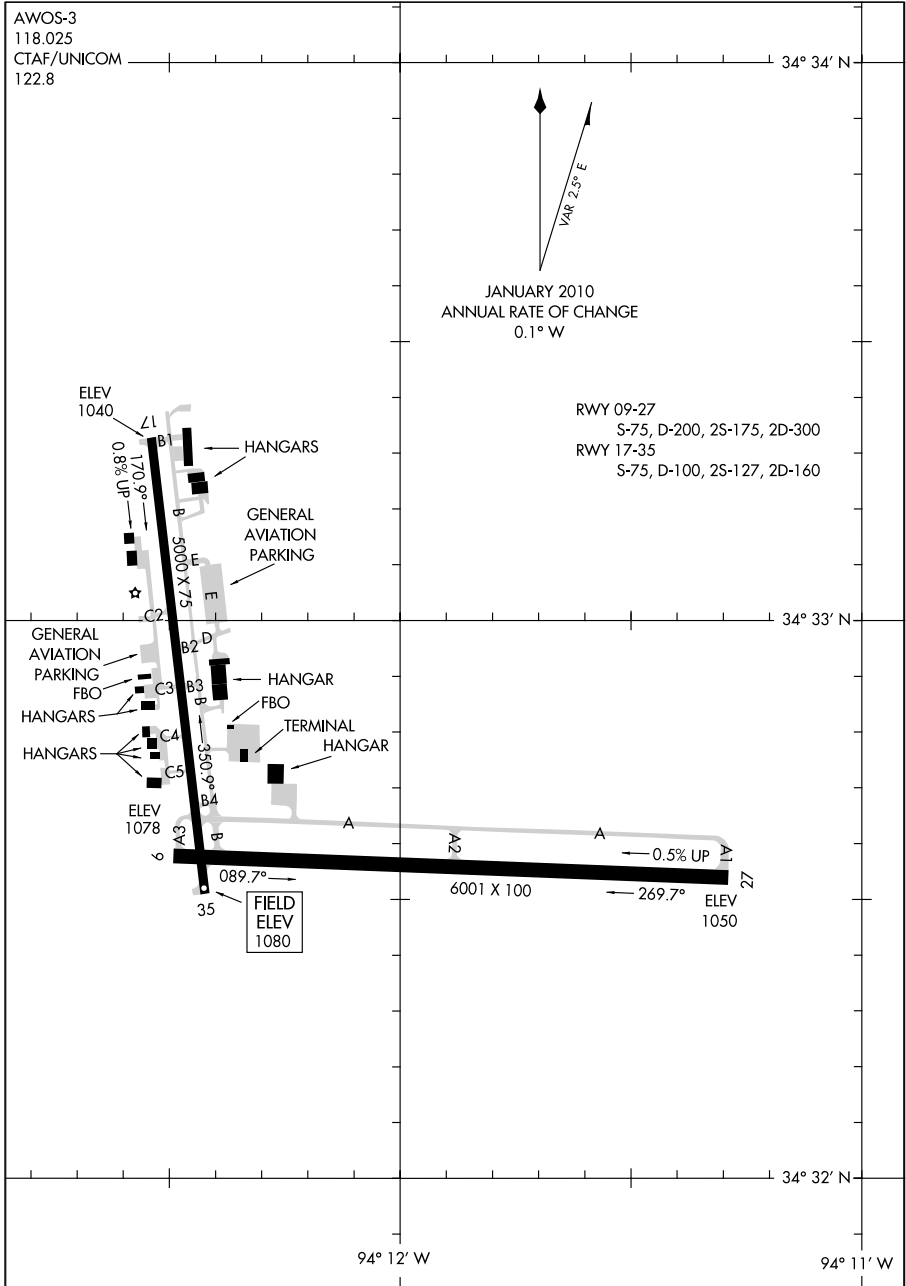 AWOS-3
118.025
CTAF/UNICOM
122.8
34° 34' N
VAR 2.5° E
JANUARY 2010
ANNUAL RATE OF CHANGE
0.1° W
ELEV
1040
17
B1
HANGARS
RWY 09-27
S-75, D-200, 2S-175, 2D-300
RWY 17-35
S-75, D-100, 2S-127, 2D-160
0.8% UP
170.9°
B
5000 X 75
GENERAL
AVIATION
PARKING
E
E
C2
34° 33' N
B2
D
GENERAL
AVIATION
PARKING
FBO
HANGARS
C3
B3
B
HANGAR
FBO
TERMINAL
HANGAR
HANGARS
C4
C5
350.9°
B4
ELEV
1078
A3
B
A
A2
A
A1
9
0.5% UP
27
089.7°
6001 X 100
269.7°
ELEV
1050
35
FIELD
ELEV
1080
34° 32' N
94° 12' W
94° 11' W